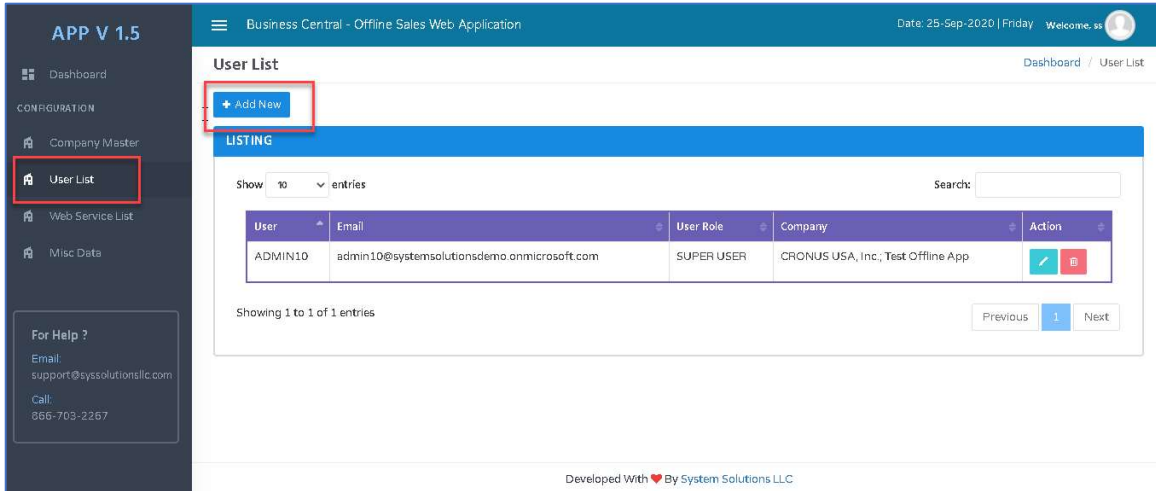 APP V 1.5
Dashboard
CONFIGURATION
Company Master
User List
Web Service List
Misc Data
For Help ?
Email:
support@syssolutionsllc.com
Call:
866-703-2267
Business Central - Offline Sales Web Application
Date: 25-Sep-2020 | Friday Welcome, ss
User List
Dashboard / User List
+ Add New
LISTING
Show 10 entries
Search:
User Email User Role Company Action
ADMIN10 admin10@systemsolutionsdemo.onmicrosoft.com SUPER USER CRONUS USA, Inc.; Test Offline App
Showing 1 to 1 of 1 entries
Previous 1 Next
Developed With ❤ By System Solutions LLC